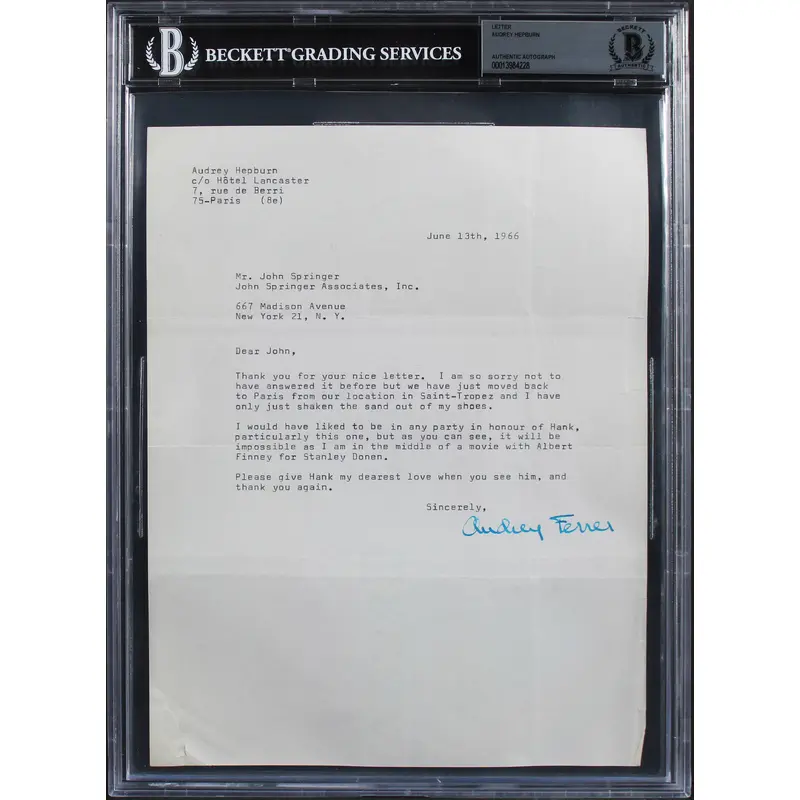 BECKETT GRADING SERVICES
LETTER
AUDREY HEPBURN
AUTHENTIC AUTOGRAPH
00013984228
BECKETT
AUTHENTIC
Audrey Hepburn
c/o Hôtel Lancaster
7, rue de Berri
75-Paris (8e)
June 13th, 1966
Mr. John Springer
John Springer Associates, Inc.
667 Madison Avenue
New York 21, N. Y.
Dear John,
Thank you for your nice letter. I am so sorry not to
have answered it before but we have just moved back
to Paris from our location in Saint-Tropez and I have
only just shaken the sand out of my shoes.
I would have liked to be in any party in honour of Hank,
particularly this one, but as you can see, it will be
impossible as I am in the middle of a movie with Albert
Finney for Stanley Donen.
Please give Hank my dearest love when you see him, and
thank you again.
Sincerely,
Audrey Ferrer